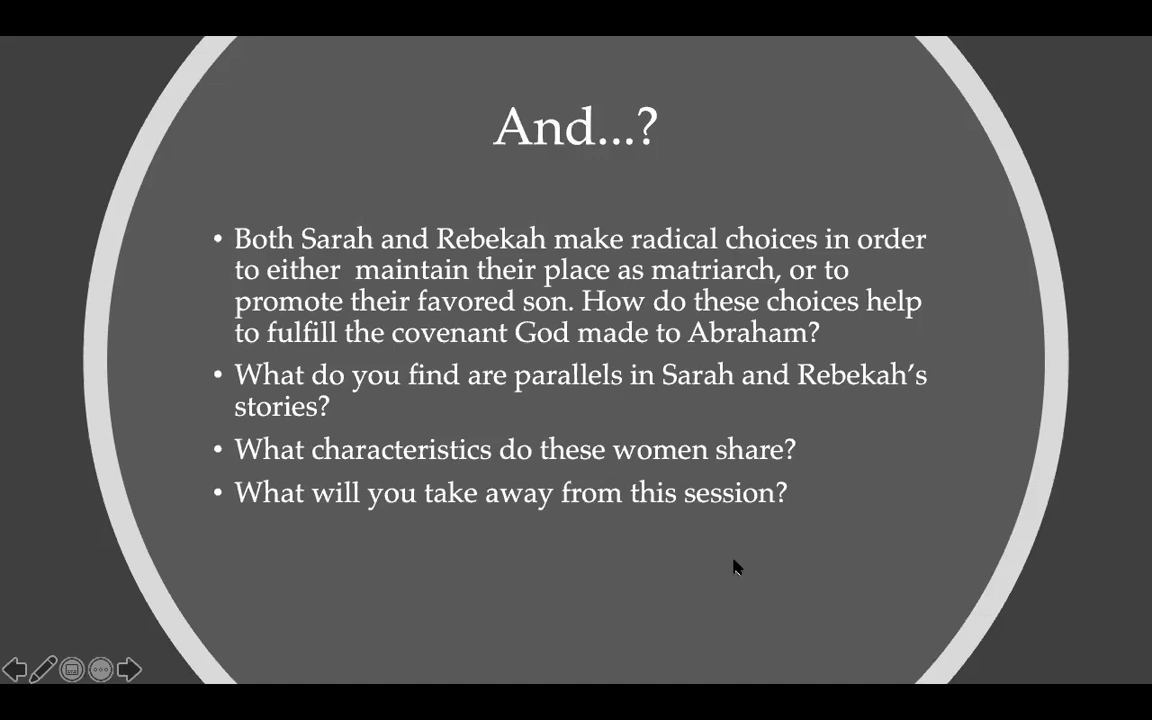 And...?
• Both Sarah and Rebekah make radical choices in order
to either  maintain their place as matriarch, or to
promote their favored son. How do these choices help
to fulfill the covenant God made to Abraham?
• What do you find are parallels in Sarah and Rebekah's
stories?
• What characteristics do these women share?
• What will you take away from this session?